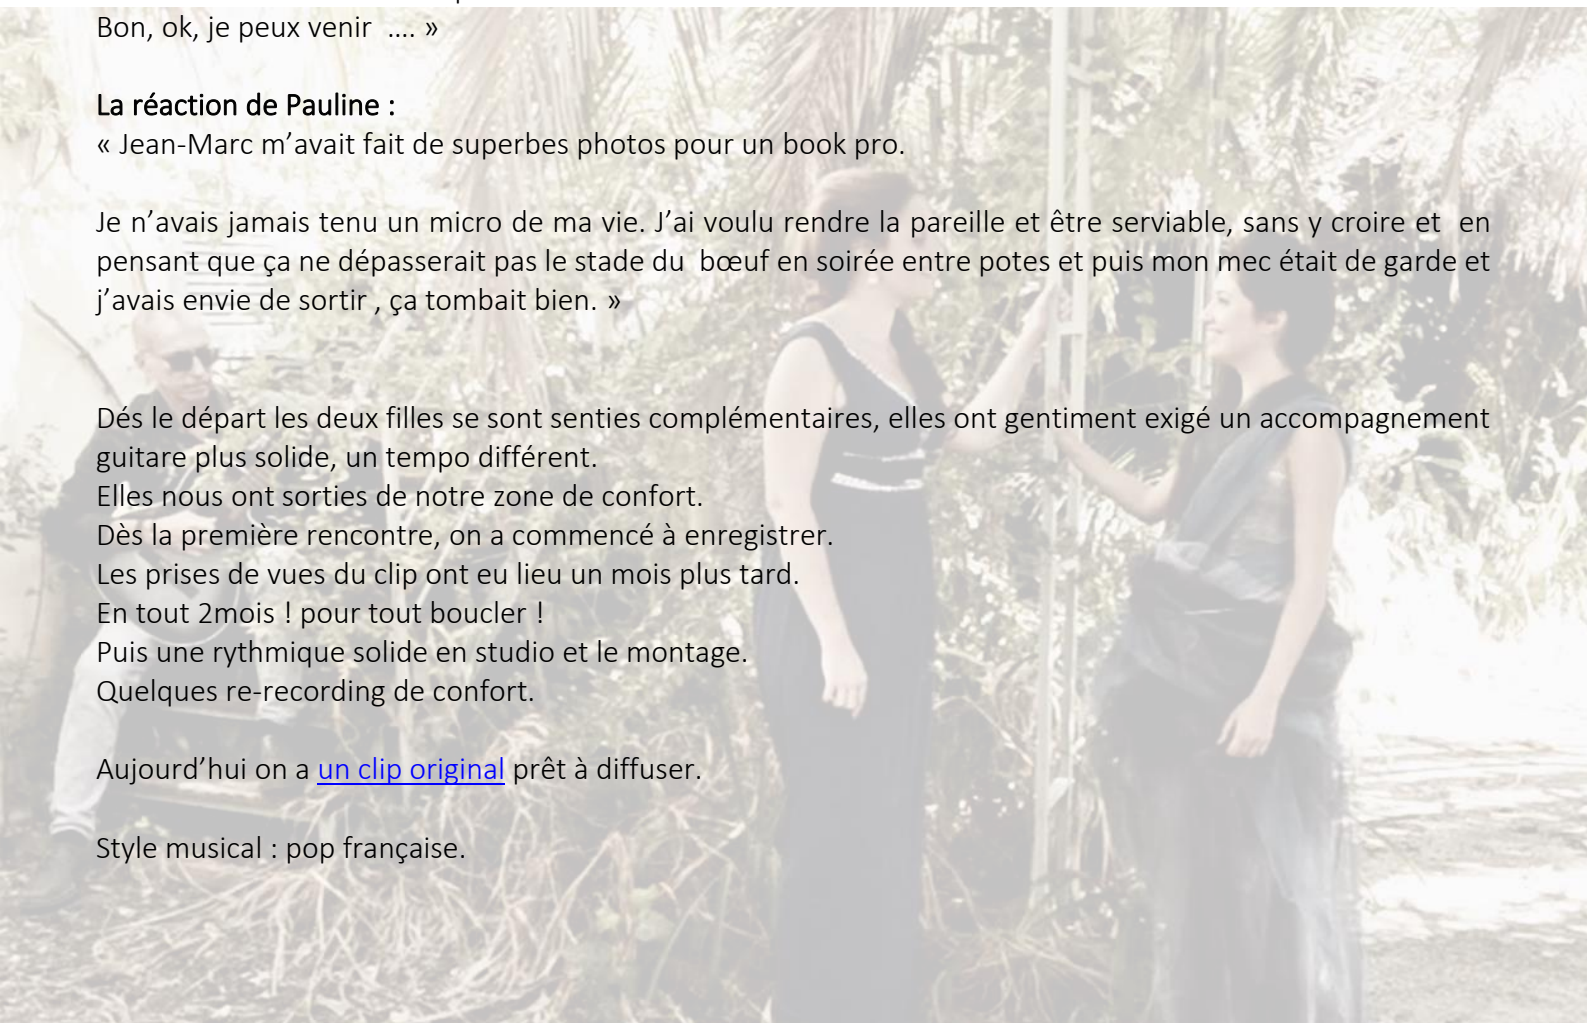 Bon, ok, je peux venir  .... »
La réaction de Pauline :
« Jean-Marc m’avait fait de superbes photos pour un book pro.
Je n’avais jamais tenu un micro de ma vie. J’ai voulu rendre la pareille et être serviable, sans y croire et  en
pensant que ça ne dépasserait pas le stade du  bœuf en soirée entre potes et puis mon mec était de garde et
j’avais envie de sortir , ça tombait bien. »
Dés le départ les deux filles se sont senties complémentaires, elles ont gentiment exigé un accompagnement
guitare plus solide, un tempo différent.
Elles nous ont sorties de notre zone de confort.
Dès la première rencontre, on a commencé à enregistrer.
Les prises de vues du clip ont eu lieu un mois plus tard.
En tout 2mois ! pour tout boucler !
Puis une rythmique solide en studio et le montage.
Quelques re-recording de confort.
Aujourd’hui on a un clip original prêt à diffuser.
Style musical : pop française.